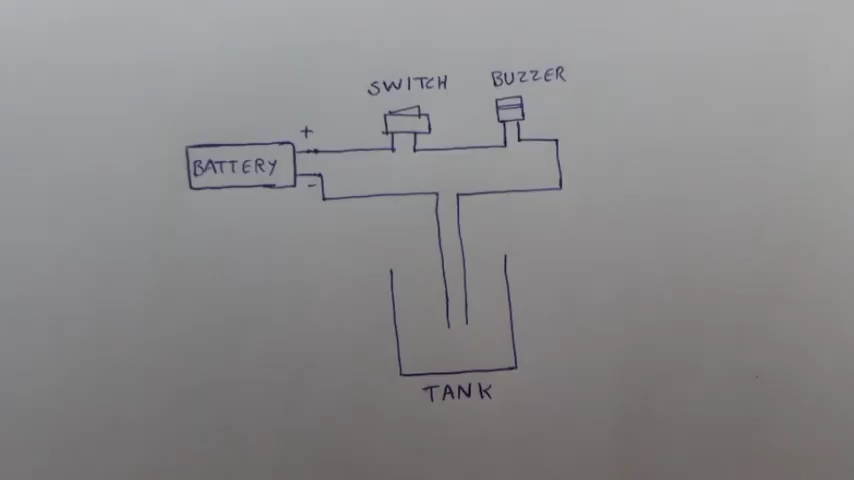 SWITCH
BUZZER
+
BATTERY
-
TANK